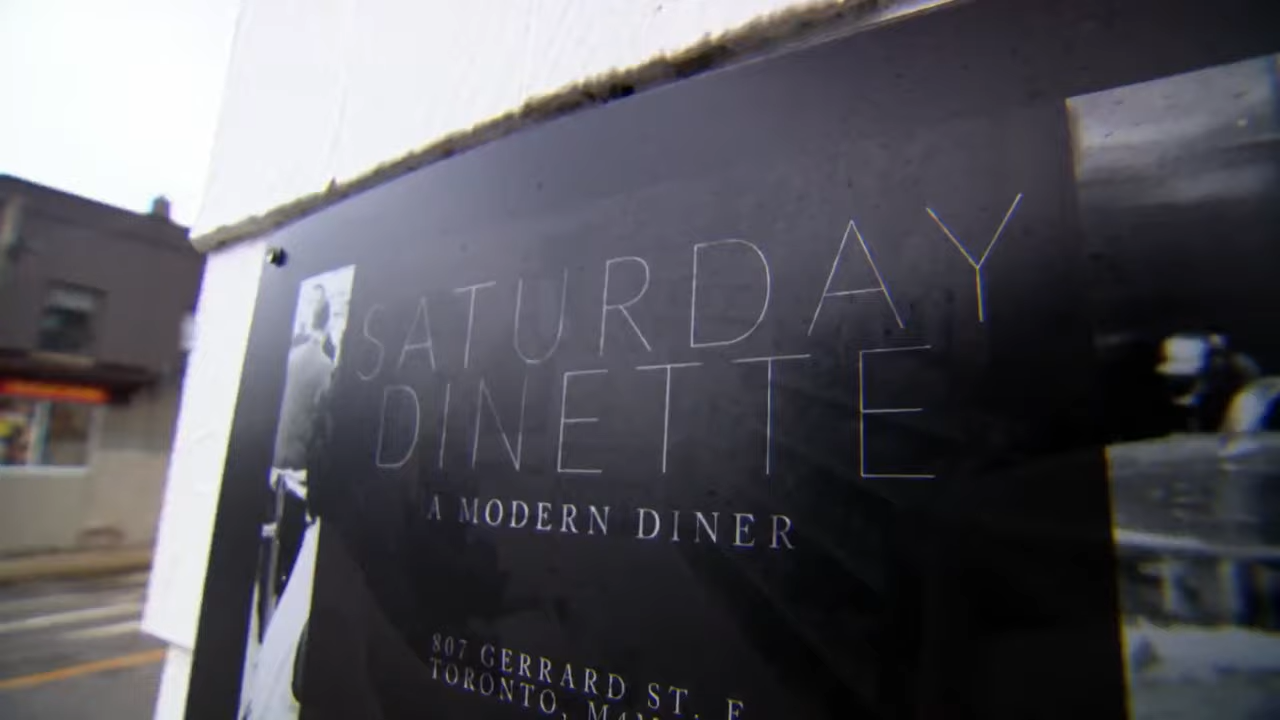 SATURDAY
DINETTE
A MODERN DINER
807 GERRARD ST. E
TORONTO,